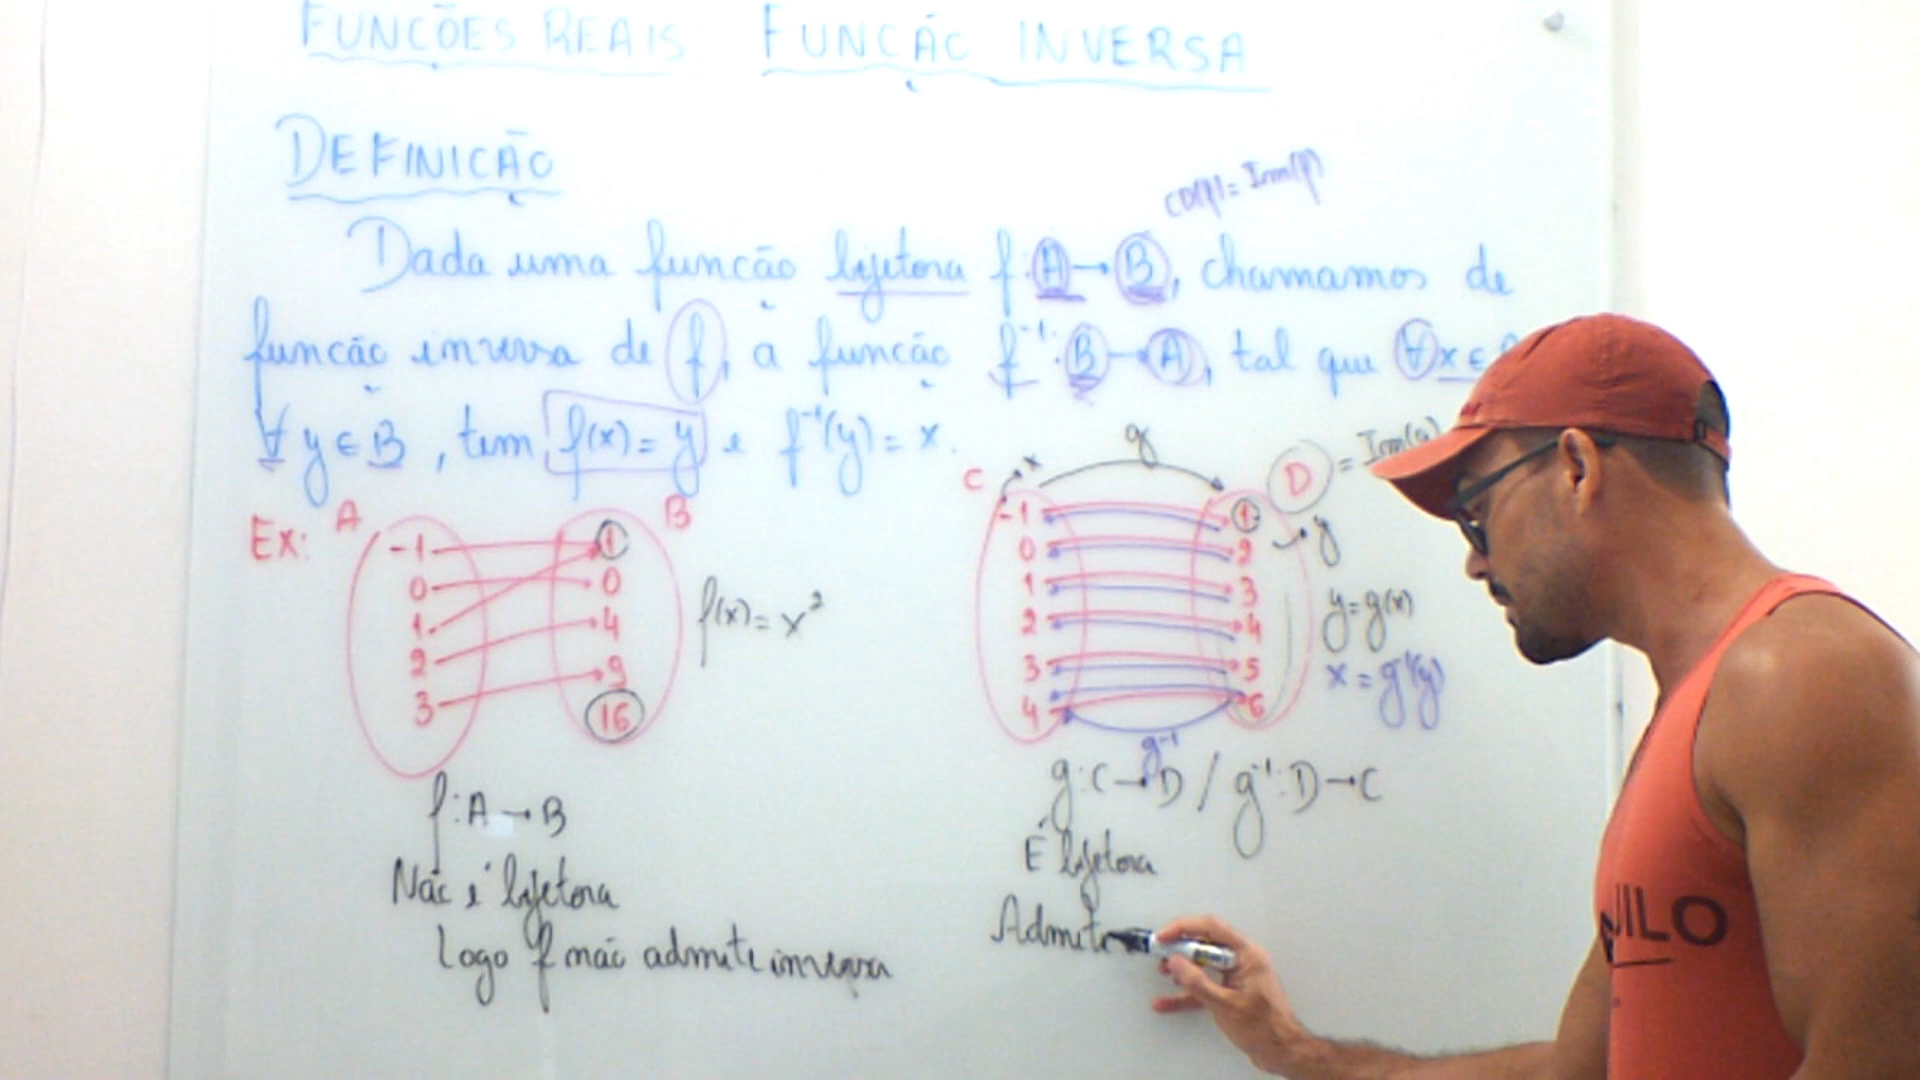 FUNÇÕES REAIS FUNÇÃO INVERSA
DEFINIÇÃO
CD(f) = Im(f)
Dada uma função bijetora f: A → B, chamamos de
função inversa de f, a função f⁻¹: B → A, tal que ∀ x ∈
∀ y ∈ B, tem f(x) = y e f⁻¹(y) = x.
Ex: A B
-1 1
0 0
1 4
2 9
3 16
f(x) = x²
f: A → B
Não é bijetora
Logo f não admite inversa
C x g D = Im(g)
-1 1
0 2 → y
1 3
2 4
3 5
4 6
y = g(x)
x = g⁻¹(y)
g⁻¹
g: C → D / g⁻¹: D → C
É bijetora
Admite
UILO